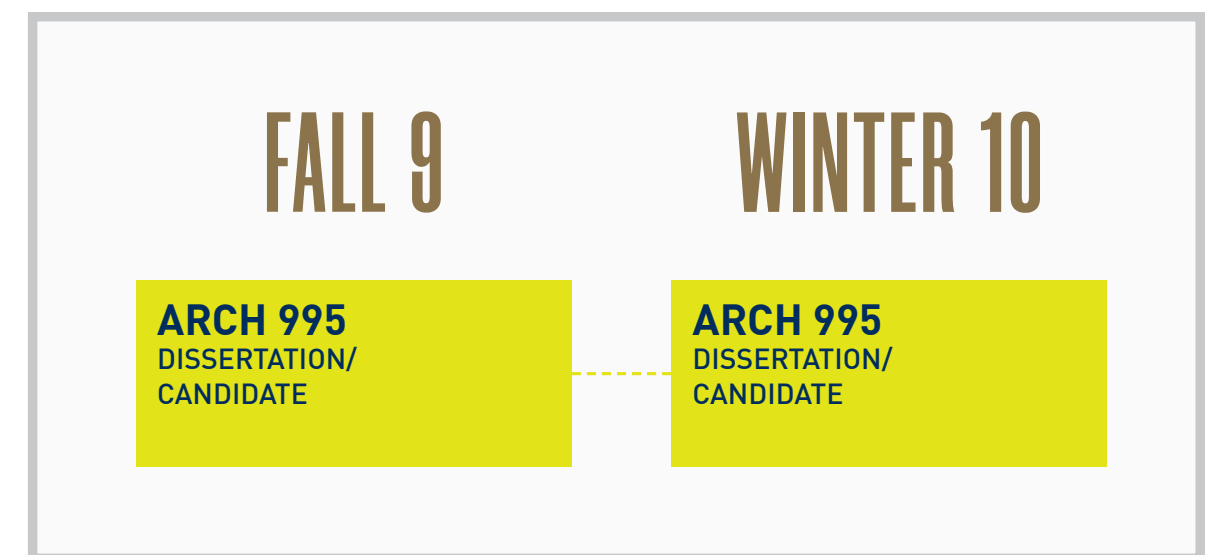 FALL 9
WINTER 10
ARCH 995
DISSERTATION/
CANDIDATE
ARCH 995
DISSERTATION/
CANDIDATE